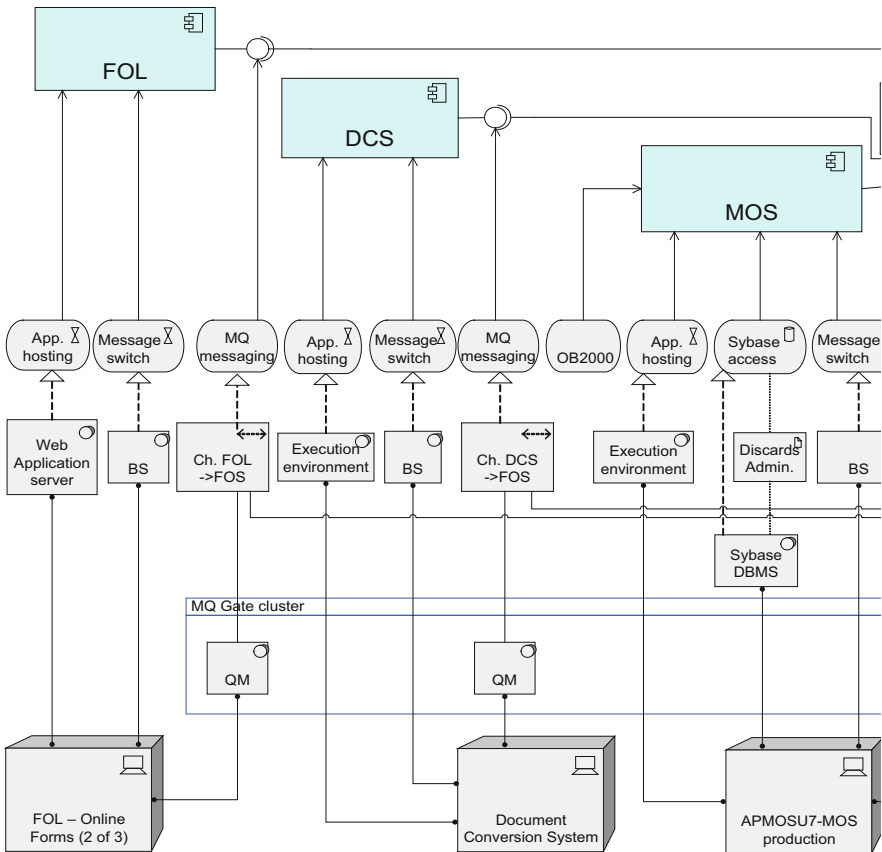 FOL
DCS
MOS
App.
hosting
Message
switch
MQ
messaging
App.
hosting
Message
switch
MQ
messaging
OB2000
App.
hosting
Sybase
access
Message
switch
Web
Application
server
BS
Ch. FOL
->FOS
Execution
environment
BS
Ch. DCS
->FOS
Execution
environment
Discards
Admin.
BS
Sybase
DBMS
MQ Gate cluster
QM
QM
FOL – Online
Forms (2 of 3)
Document
Conversion System
APMOSU7-MOS
production